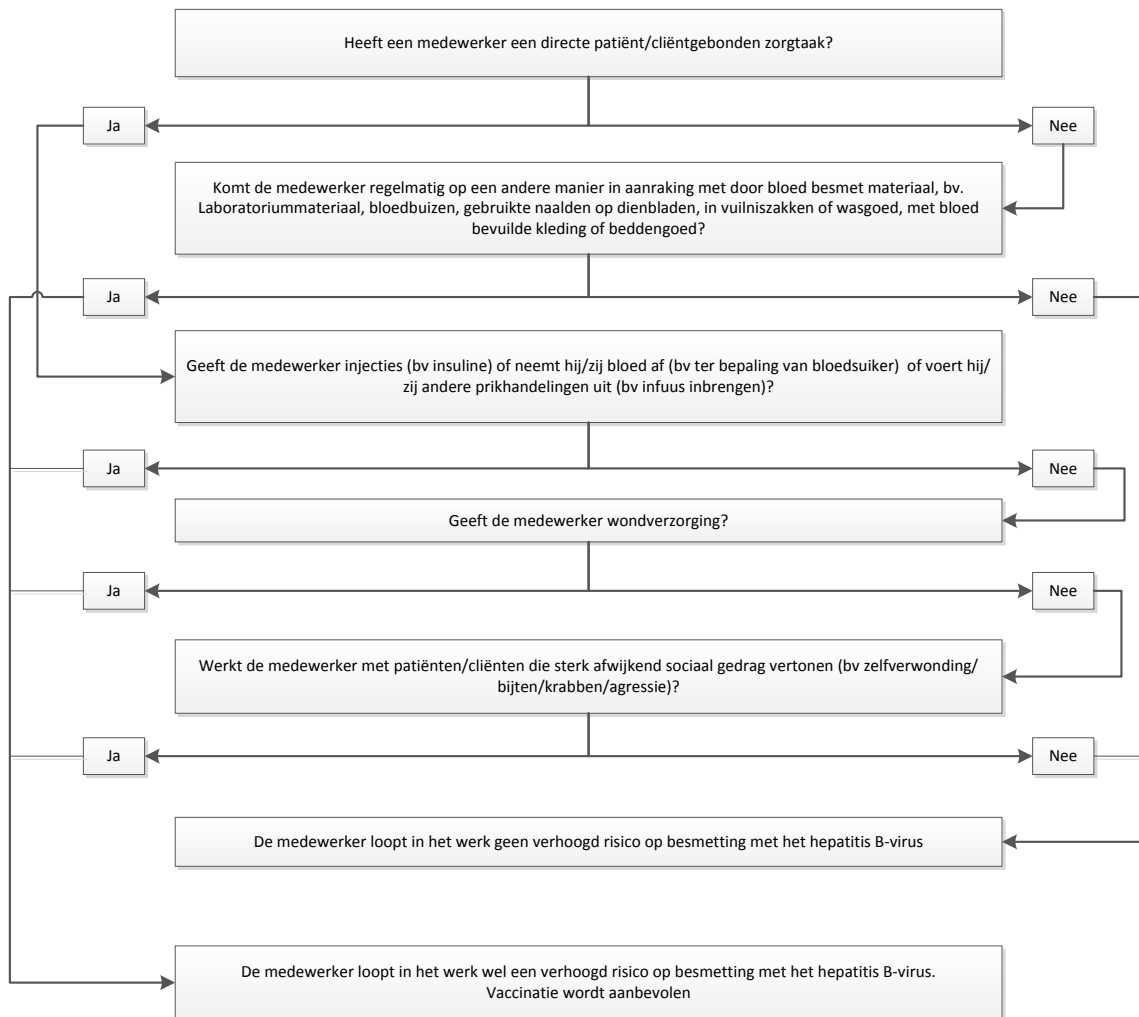 Heeft een medewerker een directe patiënt/cliëntgebonden zorgtaak?
Ja
Nee
Komt de medewerker regelmatig op een andere manier in aanraking met door bloed besmet materiaal, bv.
Laboratoriummateriaal, bloedbuizen, gebruikte naalden op dienbladen, in vuilniszakken of wasgoed, met bloed
bevuilde kleding of beddengoed?
Ja
Nee
Geeft de medewerker injecties (bv insuline) of neemt hij/zij bloed af (bv ter bepaling van bloedsuiker) of voert hij/
zij andere prikhandelingen uit (bv infuus inbrengen)?
Ja
Nee
Geeft de medewerker wondverzorging?
Ja
Nee
Werkt de medewerker met patiënten/cliënten die sterk afwijkend sociaal gedrag vertonen (bv zelfverwonding/
bijten/krabben/agressie)?
Ja
Nee
De medewerker loopt in het werk geen verhoogd risico op besmetting met het hepatitis B-virus
De medewerker loopt in het werk wel een verhoogd risico op besmetting met het hepatitis B-virus.
Vaccinatie wordt aanbevolen